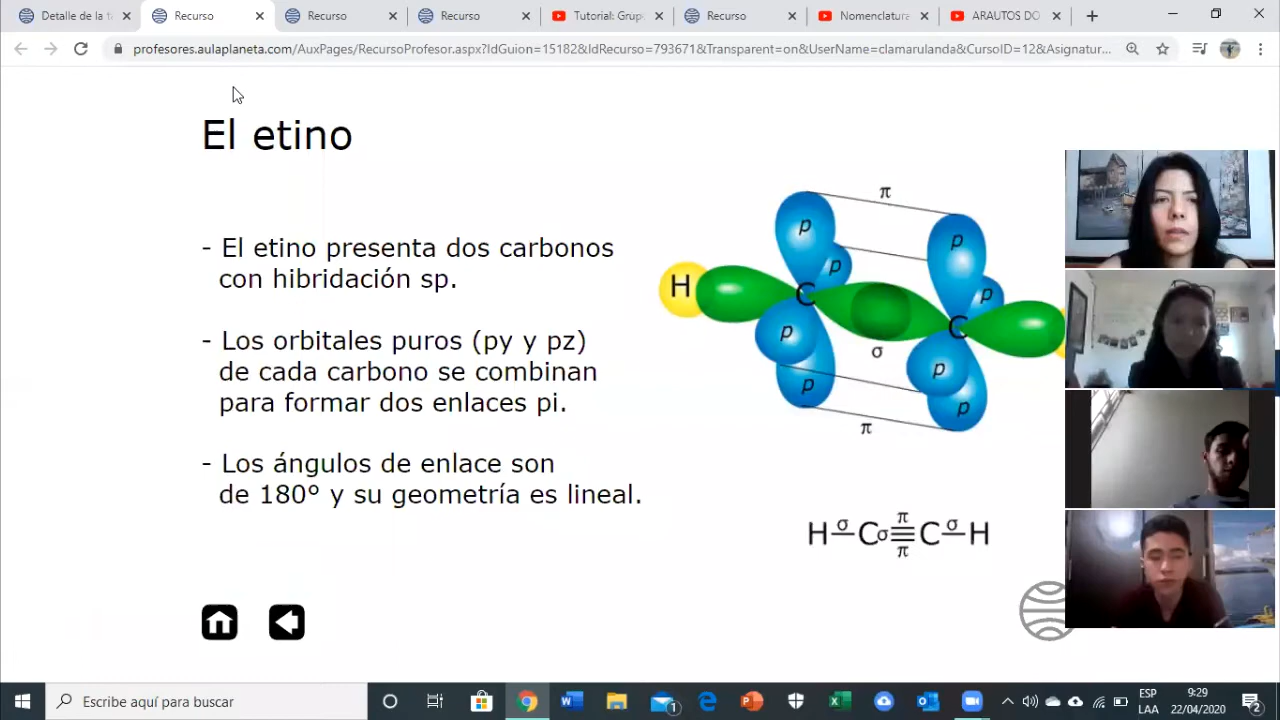 Detalle de la ta
Recurso
Recurso
Recurso
Tutorial: Grup
Recurso
Nomenclatura
ARAUTOS DO
profesores.aulaplaneta.com/AuxPages/RecursoProfesor.aspx?IdGuion=15182&IdRecurso=793671&Transparent=on&UserName=clamarulanda&CursoID=12&Asignatur...
El etino
- El etino presenta dos carbonos
con hibridación sp.
- Los orbitales puros (py y pz)
de cada carbono se combinan
para formar dos enlaces pi.
- Los ángulos de enlace son
de 180° y su geometría es lineal.
π
p p
p p
H C C
p σ p
p p
π
σ σ π π σ
H–C≡C–H
Escribe aquí para buscar
1
ESP
LAA
9:29
22/04/2020
2